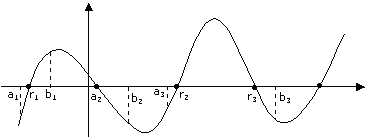 a₁ r₁ b₁ a₂ b₂ a₃ r₂ r₃ b₃